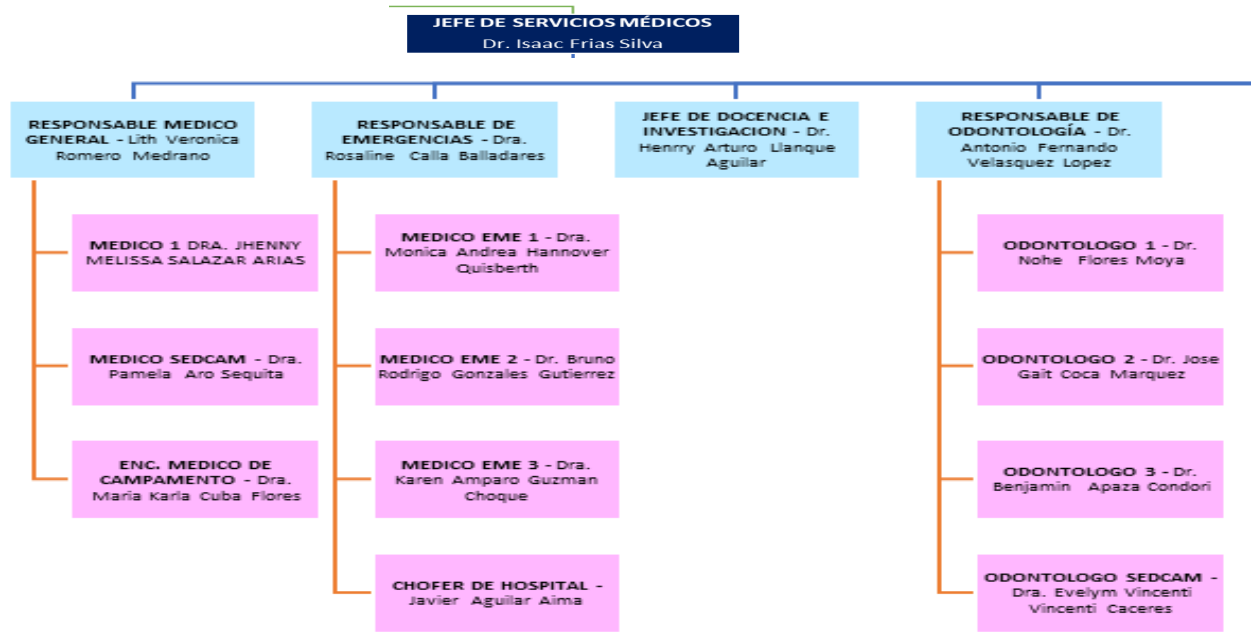 JEFE DE SERVICIOS MÉDICOS
Dr. Isaac Frias Silva
RESPONSABLE MEDICO
GENERAL - Lith Veronica
Romero Medrano
MEDICO 1 DRA. JHENNY
MELISSA SALAZAR ARIAS
MEDICO SEDCAM - Dra.
Pamela Aro Sequita
ENC. MEDICO DE
CAMPAMENTO - Dra.
Maria Karla Cuba Flores
RESPONSABLE DE
EMERGENCIAS - Dra.
Rosaline Calla Balladares
MEDICO EME 1 - Dra.
Monica Andrea Hannover
Quisberth
MEDICO EME 2 - Dr. Bruno
Rodrigo Gonzales Gutierrez
MEDICO EME 3 - Dra.
Karen Amparo Guzman
Choque
CHOFER DE HOSPITAL -
Javier Aguilar Aima
JEFE DE DOCENCIA E
INVESTIGACION - Dr.
Henrry Arturo Llanque
Aguilar
RESPONSABLE DE
ODONTOLOGÍA - Dr.
Antonio Fernando
Velasquez Lopez
ODONTOLOGO 1 - Dr.
Nohe Flores Moya
ODONTOLOGO 2 - Dr. Jose
Gait Coca Marquez
ODONTOLOGO 3 - Dr.
Benjamin Apaza Condori
ODONTOLOGO SEDCAM -
Dra. Evelym Vincenti
Vincenti Caceres